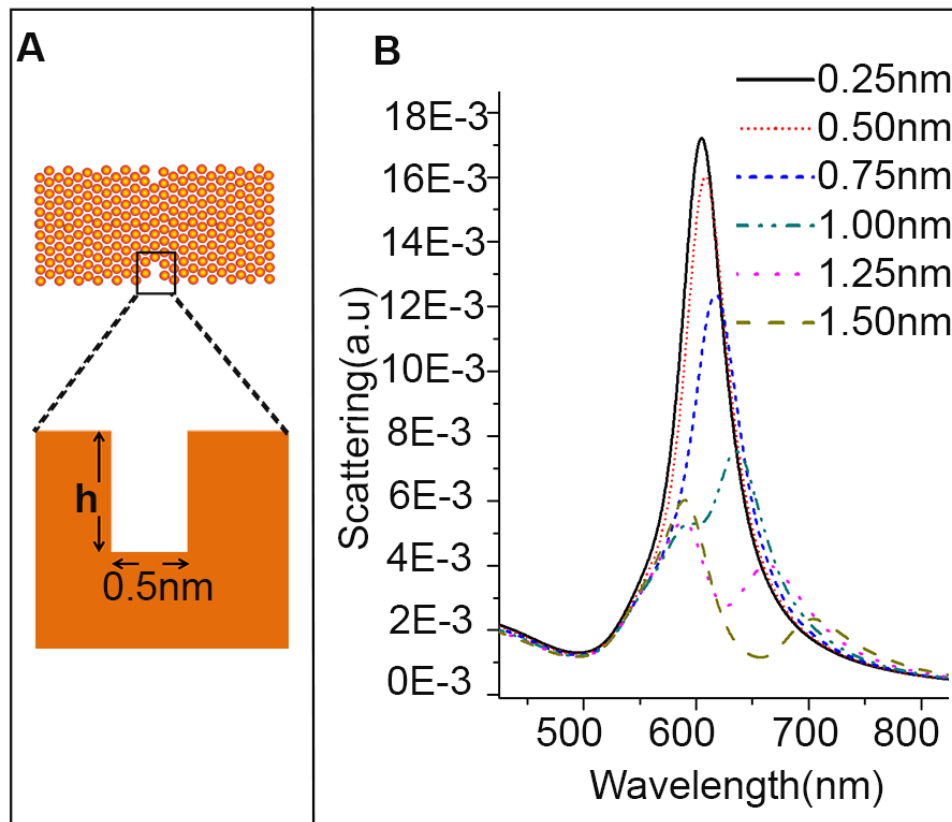 A
h
0.5nm
B
0.25nm
0.50nm
0.75nm
1.00nm
1.25nm
1.50nm
18E-3
16E-3
14E-3
12E-3
10E-3
8E-3
6E-3
4E-3
2E-3
0E-3
Scattering(a.u)
500 600 700 800
Wavelength(nm)